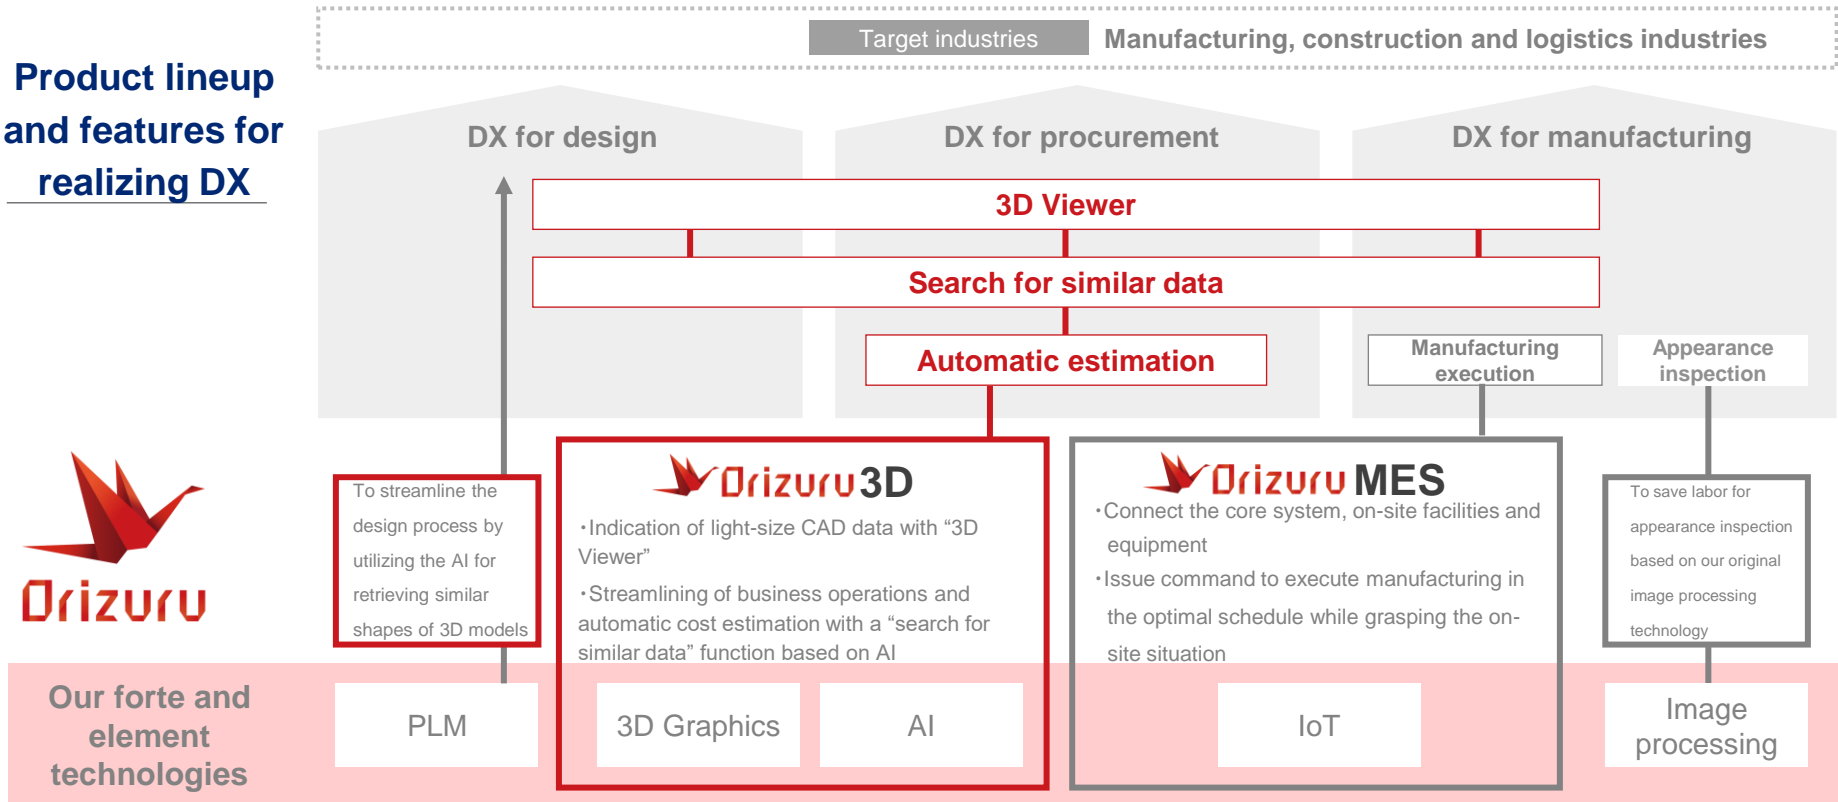 Target industries
Manufacturing, construction and logistics industries
Product lineup
and features for
realizing DX
DX for design
DX for procurement
DX for manufacturing
3D Viewer
Search for similar data
Automatic estimation
Manufacturing
execution
Appearance
inspection
Orizuru
To streamline the
design process by
utilizing the AI for
retrieving similar
shapes of 3D models
Orizuru 3D
・Indication of light-size CAD data with “3D
Viewer”
・Streamlining of business operations and
automatic cost estimation with a “search for
similar data” function based on AI
Orizuru MES
・Connect the core system, on-site facilities and
equipment
・Issue command to execute manufacturing in
the optimal schedule while grasping the on-
site situation
To save labor for
appearance inspection
based on our original
image processing
technology
Our forte and
element
technologies
PLM
3D Graphics
AI
IoT
Image
processing